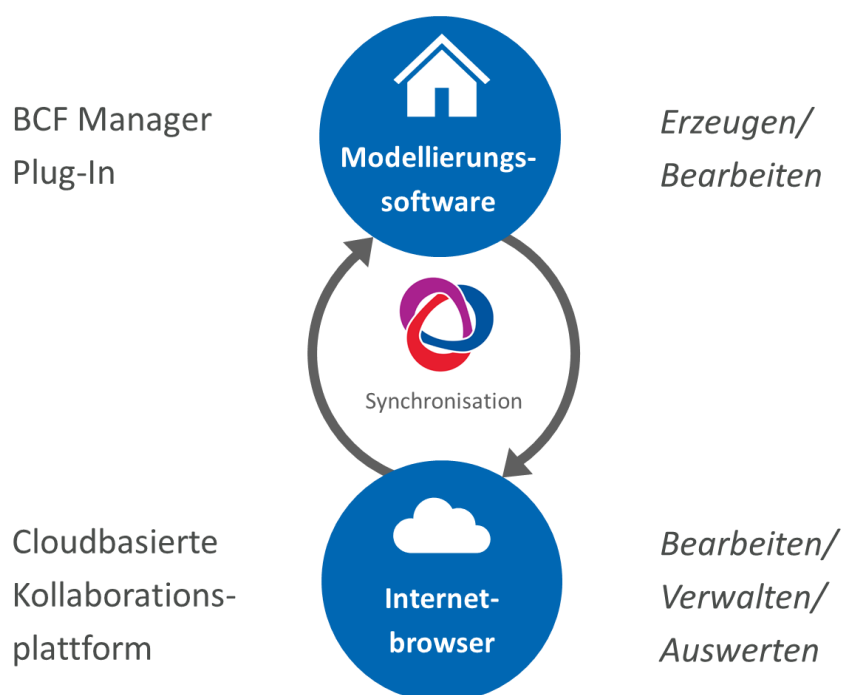 BCF Manager
Plug-In
Modellierungs-
software
Erzeugen/
Bearbeiten
Synchronisation
Cloudbasierte
Kollaborations-
plattform
Internet-
browser
Bearbeiten/
Verwalten/
Auswerten